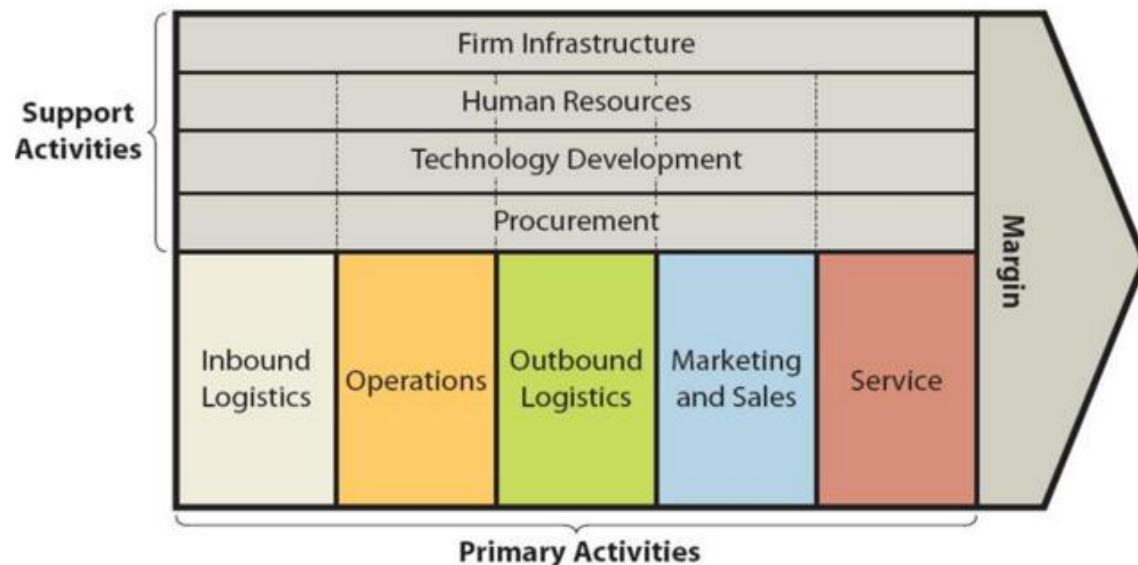 Firm Infrastructure
Human Resources
Support
Activities
Technology Development
Procurement
Margin
Inbound
Logistics
Operations
Outbound
Logistics
Marketing
and Sales
Service
Primary Activities